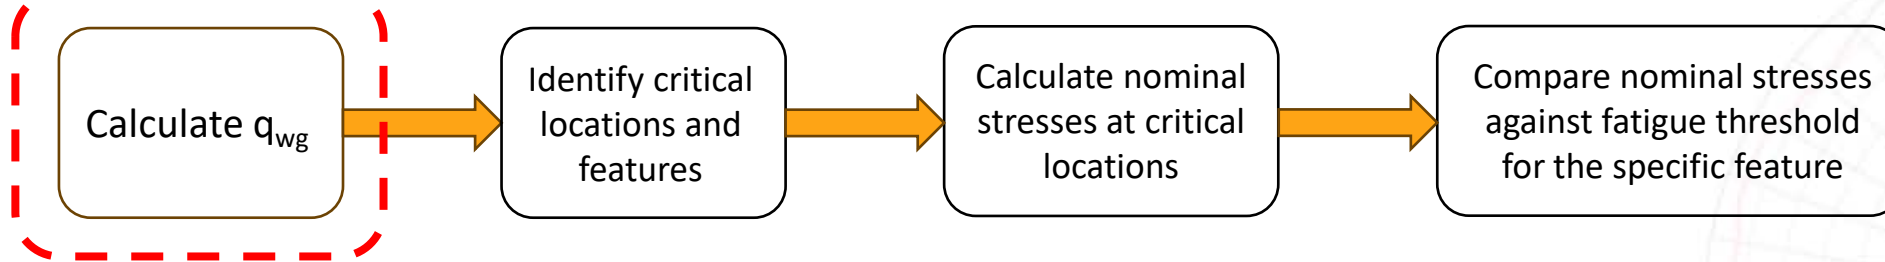 Calculate q_wg
Identify critical
locations and
features
Calculate nominal
stresses at critical
locations
Compare nominal stresses
against fatigue threshold
for the specific feature